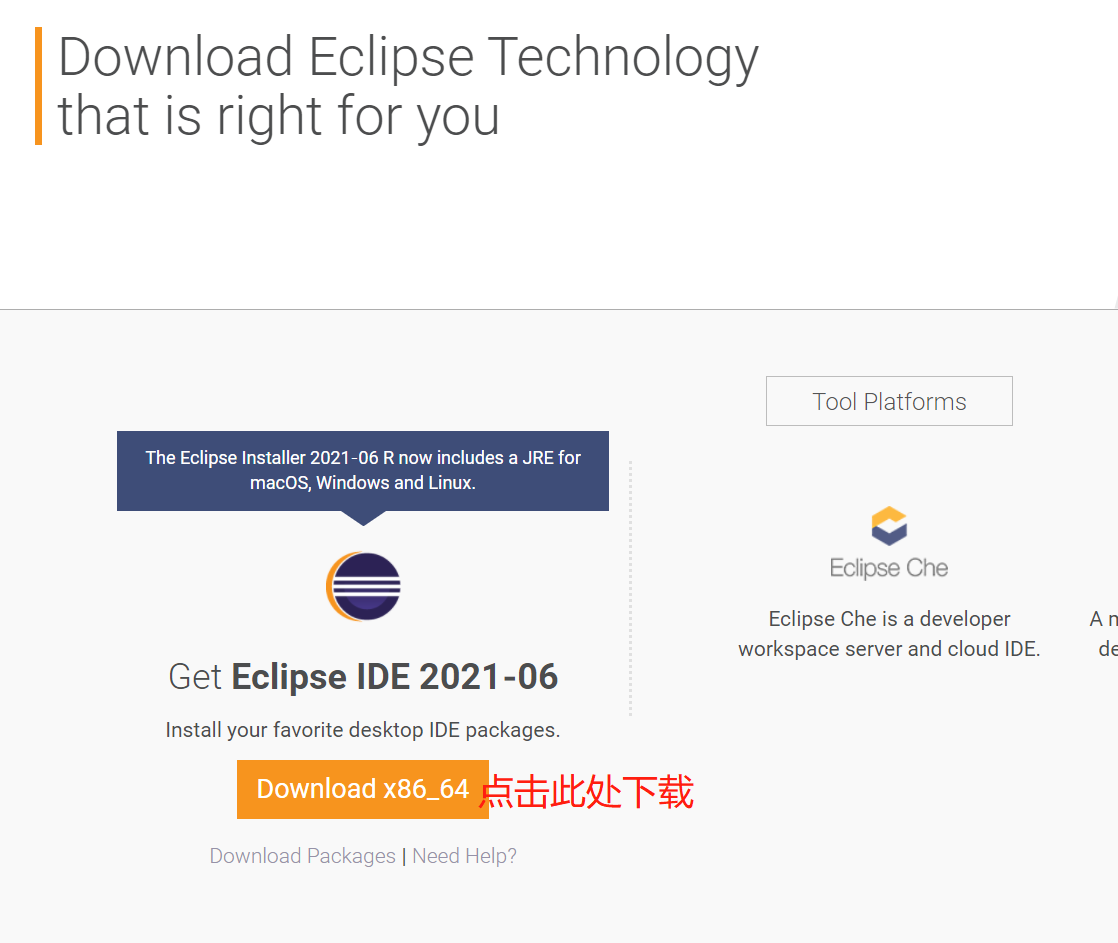 Download Eclipse Technology
that is right for you
Tool Platforms
The Eclipse Installer 2021-06 R now includes a JRE for
macOS, Windows and Linux.
Eclipse Che
Eclipse Che is a developer
workspace server and cloud IDE.
A
de
Get Eclipse IDE 2021-06
Install your favorite desktop IDE packages.
Download x86_64 点击此处下载
Download Packages | Need Help?